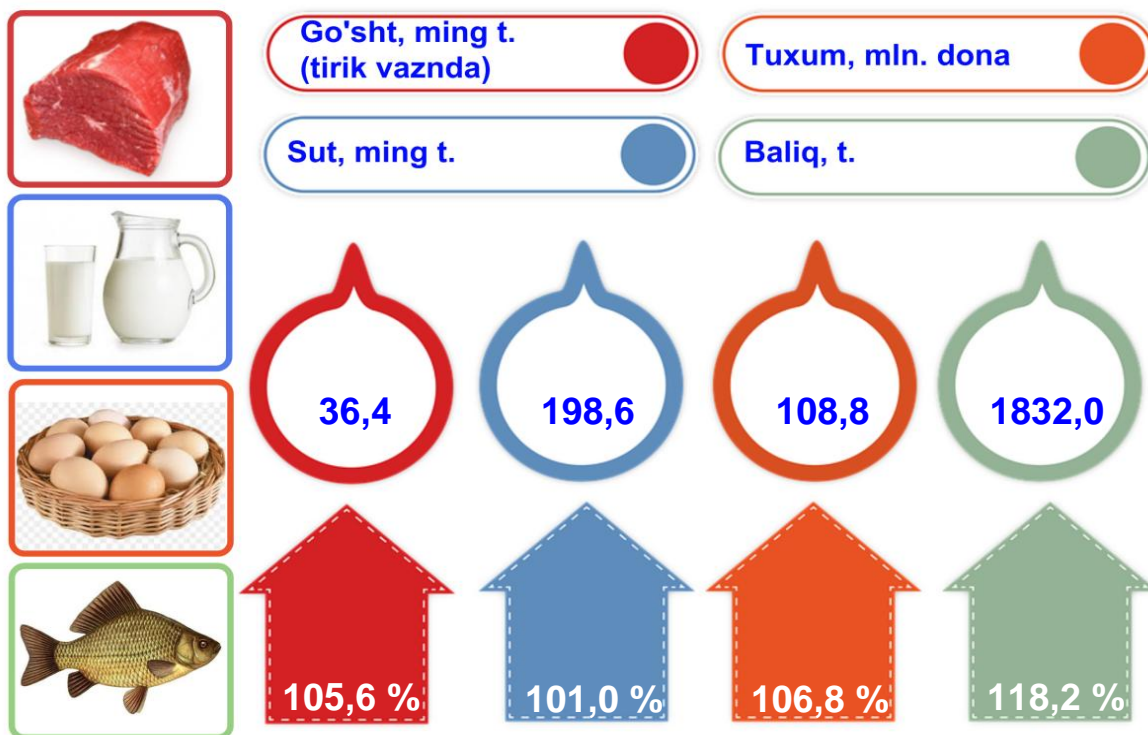 Go'sht, ming t.
(tirik vaznda)
Tuxum, mln. dona
Sut, ming t.
Baliq, t.
36,4
198,6
108,8
1832,0
105,6 %
101,0 %
106,8 %
118,2 %